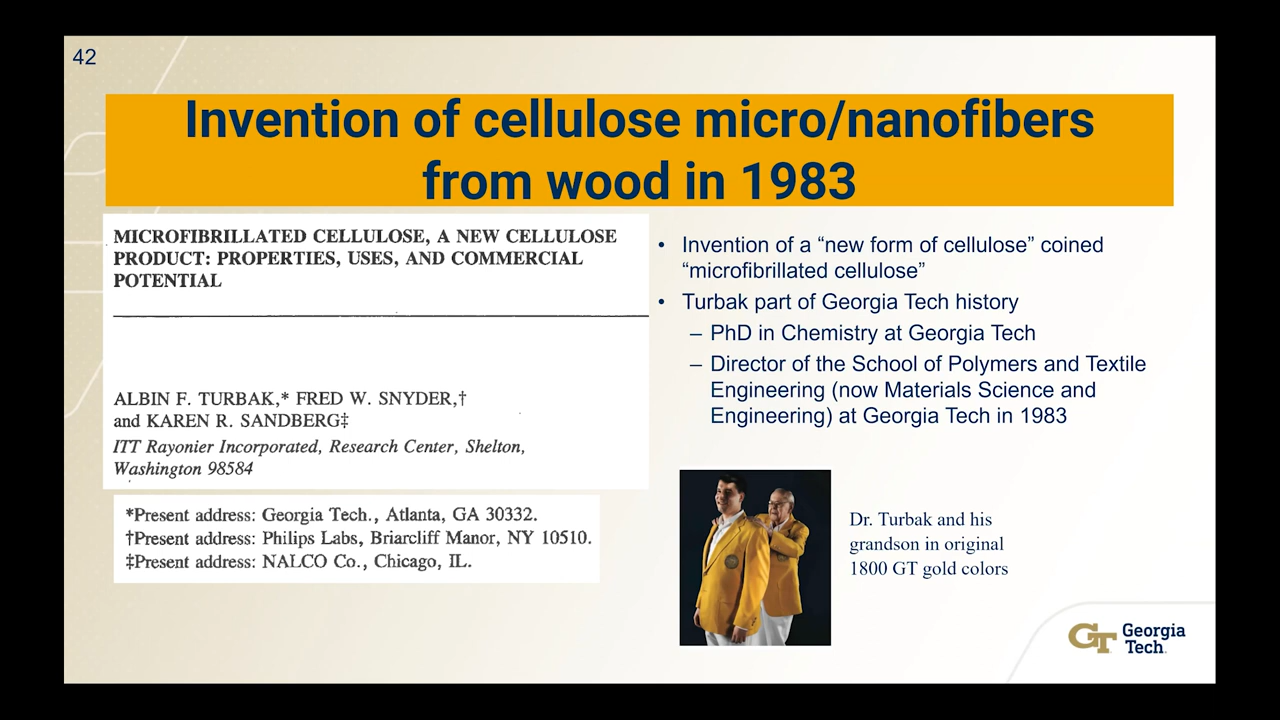 42
Invention of cellulose micro/nanofibers
from wood in 1983
MICROFIBRILLATED CELLULOSE, A NEW CELLULOSE
PRODUCT: PROPERTIES, USES, AND COMMERCIAL
POTENTIAL
ALBIN F. TURBAK,* FRED W. SNYDER,†
and KAREN R. SANDBERG‡
ITT Rayonier Incorporated, Research Center, Shelton,
Washington 98584
*Present address: Georgia Tech., Atlanta, GA 30332.
†Present address: Philips Labs, Briarcliff Manor, NY 10510.
‡Present address: NALCO Co., Chicago, IL.
• Invention of a “new form of cellulose” coined
“microfibrillated cellulose”
• Turbak part of Georgia Tech history
– PhD in Chemistry at Georgia Tech
– Director of the School of Polymers and Textile
Engineering (now Materials Science and
Engineering) at Georgia Tech in 1983
Dr. Turbak and his
grandson in original
1800 GT gold colors
GT Georgia
Tech